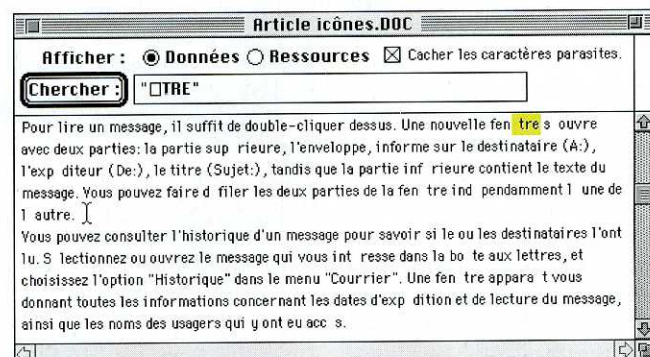 Article icônes.DOC
Afficher : Données Ressources Cacher les caractères parasites.
Chercher : "□TRE"
Pour lire un message, il suffit de double-cliquer dessus. Une nouvelle fen tre s ouvre
avec deux parties: la partie sup rieure, l'enveloppe, informe sur le destinataire (A:),
l'exp diteur (De:), le titre (Sujet:), tandis que la partie inf rieure contient le texte du
message. Vous pouvez faire d filer les deux parties de la fen tre ind pendamment l une de
l autre.
Vous pouvez consulter l'historique d'un message pour savoir si le ou les destinataires l'ont
lu. S lectionnez ou ouvrez le message qui vous int resse dans la bo te aux lettres, et
choisissez l'option "Historique" dans le menu "Courrier". Une fen tre appara t vous
donnant toutes les informations concernant les dates d'exp dition et de lecture du message,
ainsi que les noms des usagers qui y ont eu acc s.